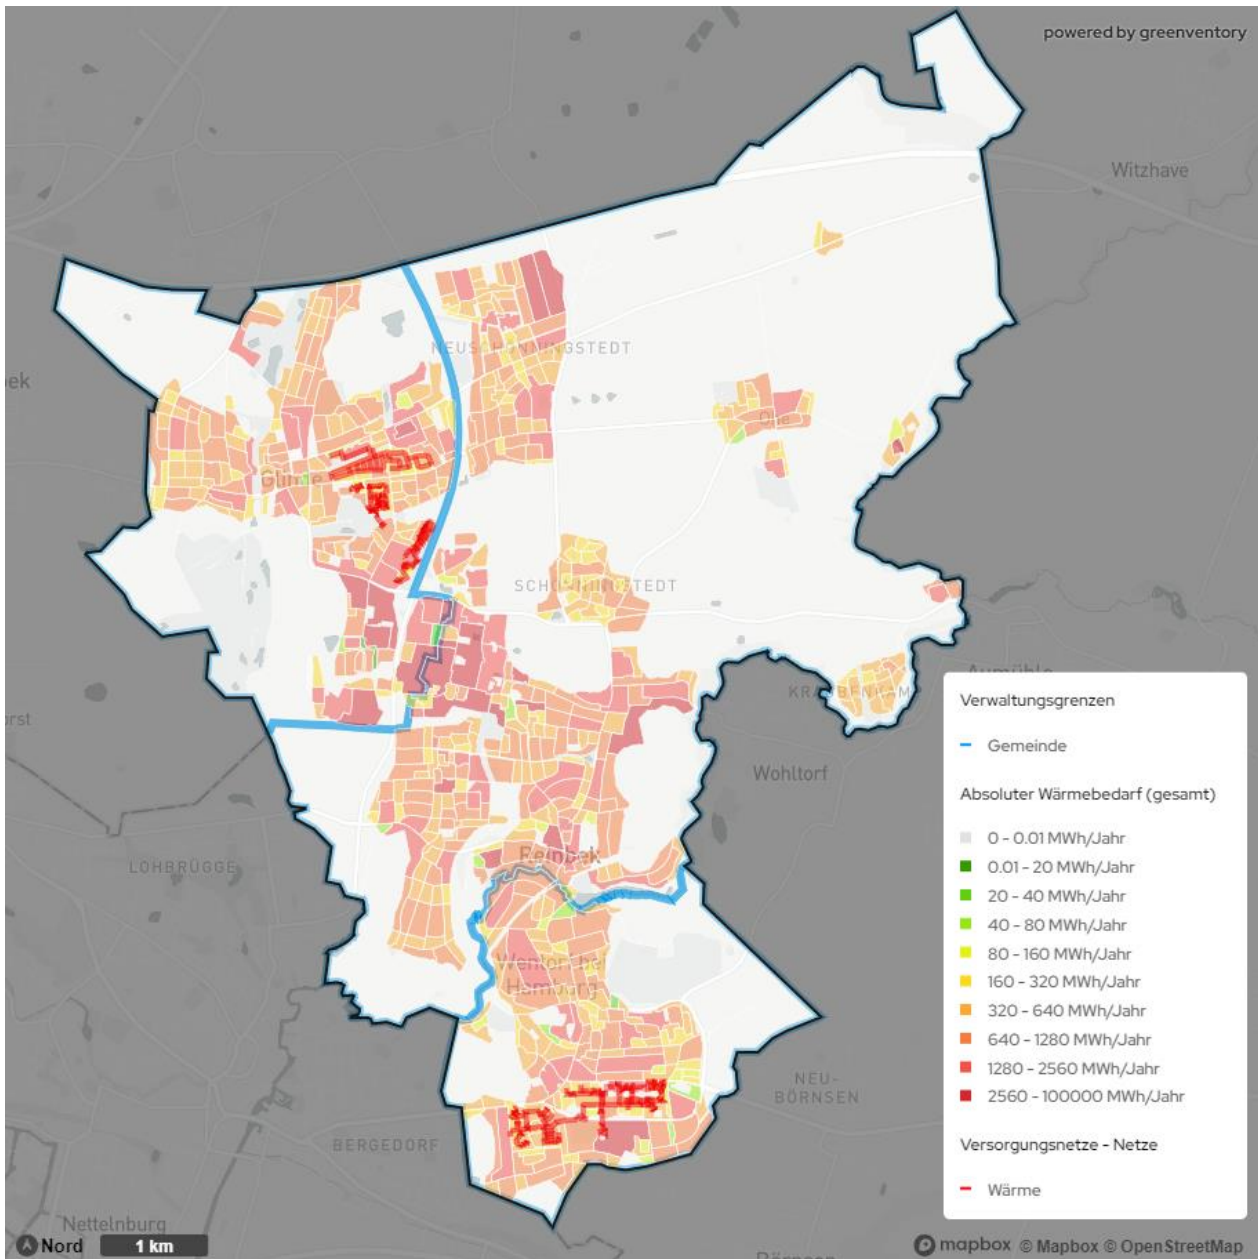 powered by greenventory
Witzhave
NEUSCHÖNNINGSTEDT
Ohe
Glinde
SCHÖNNINGSTEDT
KRABBENKAMP
Aumühle
Wohltorf
LOHBRÜGGE
Reinbek
Wentorf bei
Hamburg
NEU-
BÖRNSEN
BERGEDORF
Nettelnburg
Börnsen
Verwaltungsgrenzen
Gemeinde
Absoluter Wärmebedarf (gesamt)
0 - 0.01 MWh/Jahr
0.01 - 20 MWh/Jahr
20 - 40 MWh/Jahr
40 - 80 MWh/Jahr
80 - 160 MWh/Jahr
160 - 320 MWh/Jahr
320 - 640 MWh/Jahr
640 - 1280 MWh/Jahr
1280 - 2560 MWh/Jahr
2560 - 100000 MWh/Jahr
Versorgungsnetze - Netze
Wärme
Nord
1 km
mapbox © Mapbox © OpenStreetMap